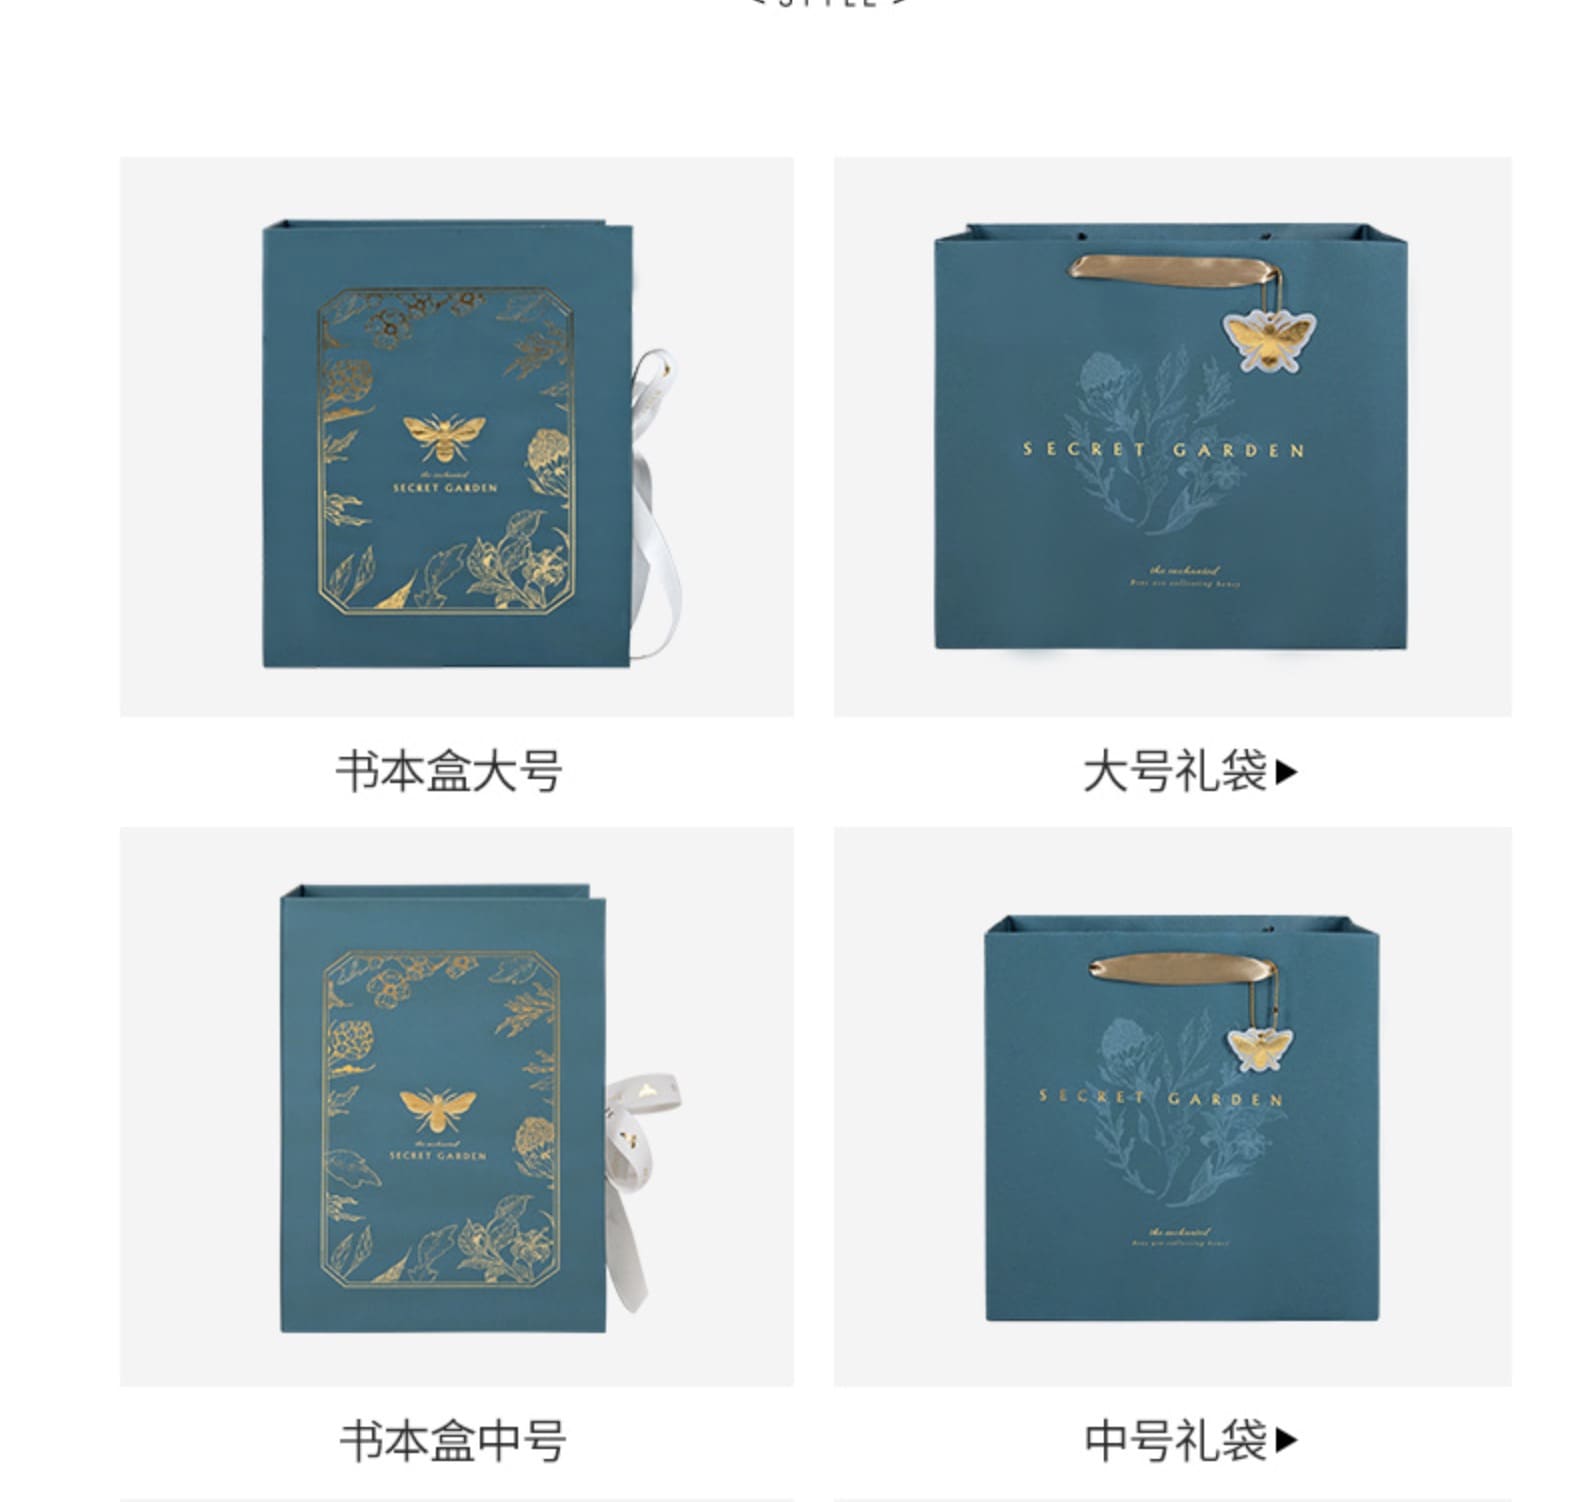 < STYLE >
the enchanted
SECRET GARDEN
SECRET GARDEN
the enchanted
Bees are collecting honey
书本盒大号
大号礼袋▶
the enchanted
SECRET GARDEN
SECRET GARDEN
the enchanted
Bees are collecting honey
书本盒中号
中号礼袋▶